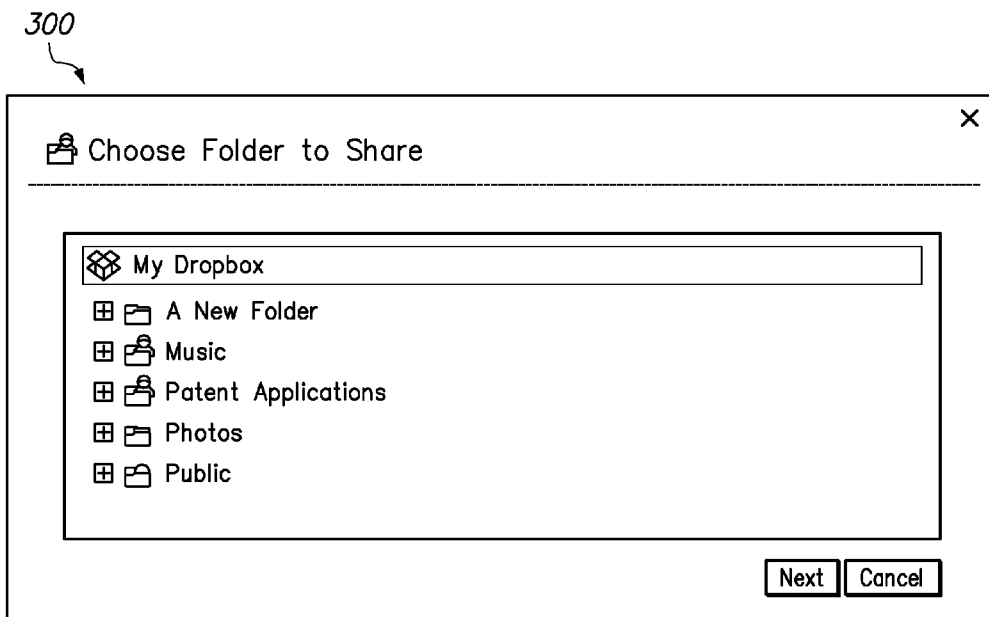 300
Choose Folder to Share
My Dropbox
A New Folder
Music
Patent Applications
Photos
Public
Next Cancel